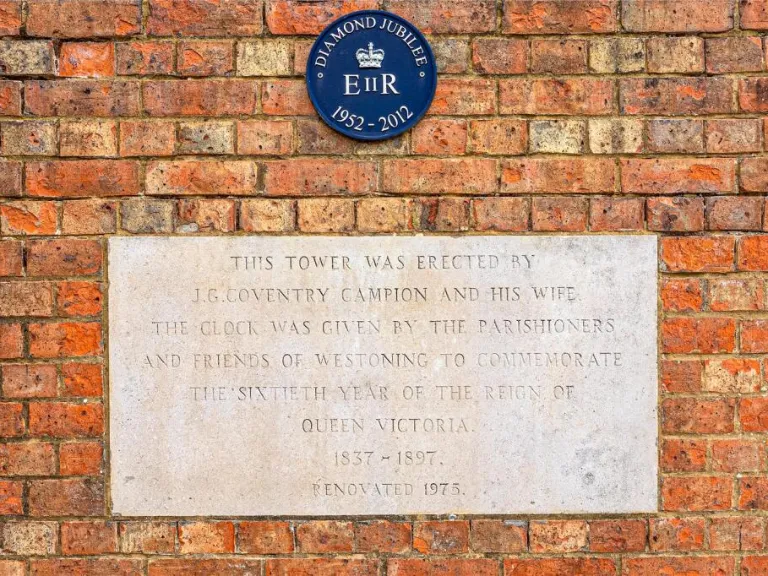 DIAMOND JUBILEE
E II R
1952 - 2012
THIS TOWER WAS ERECTED BY
J.G.COVENTRY CAMPION AND HIS WIFE
THE CLOCK WAS GIVEN BY THE PARISHIONERS
AND FRIENDS OF WESTONING TO COMMEMORATE
THE SIXTIETH YEAR OF THE REIGN OF
QUEEN VICTORIA.
1837 - 1897.
RENOVATED 1975.